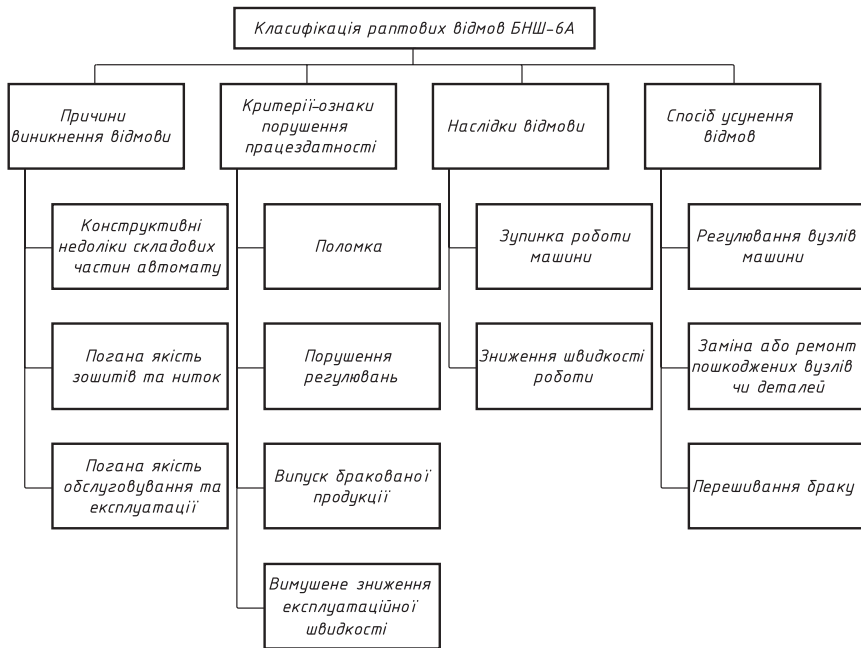 Класифікація раптових відмов БНШ-6А
Причини
виникнення відмови
Конструктивні
недоліки складових
частин автомату
Погана якість
зошитів та ниток
Погана якість
обслуговування та
експлуатації
Критерії-ознаки
порушення
працездатності
Поломка
Порушення
регулювань
Випуск бракованої
продукції
Вимушене зниження
експлуатаційної
швидкості
Наслідки відмови
Зупинка роботи
машини
Зниження швидкості
роботи
Спосіб усунення
відмов
Регулювання вузлів
машини
Заміна або ремонт
пошкоджених вузлів
чи деталей
Перешивання браку